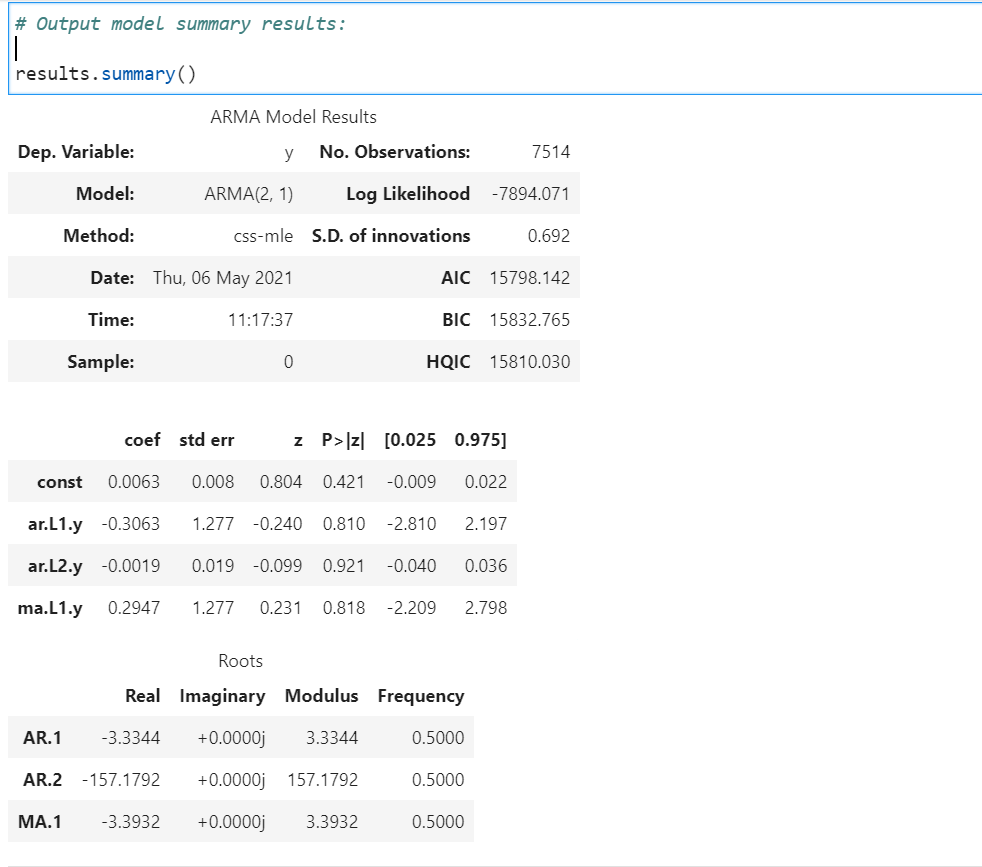 # Output model summary results:
results.summary()
ARMA Model Results
Dep. Variable: y No. Observations: 7514
Model: ARMA(2, 1) Log Likelihood -7894.071
Method: css-mle S.D. of innovations 0.692
Date: Thu, 06 May 2021 AIC 15798.142
Time: 11:17:37 BIC 15832.765
Sample: 0 HQIC 15810.030
coef std err z P>|z| [0.025 0.975]
const 0.0063 0.008 0.804 0.421 -0.009 0.022
ar.L1.y -0.3063 1.277 -0.240 0.810 -2.810 2.197
ar.L2.y -0.0019 0.019 -0.099 0.921 -0.040 0.036
ma.L1.y 0.2947 1.277 0.231 0.818 -2.209 2.798
Roots
Real Imaginary Modulus Frequency
AR.1 -3.3344 +0.0000j 3.3344 0.5000
AR.2 -157.1792 +0.0000j 157.1792 0.5000
MA.1 -3.3932 +0.0000j 3.3932 0.5000